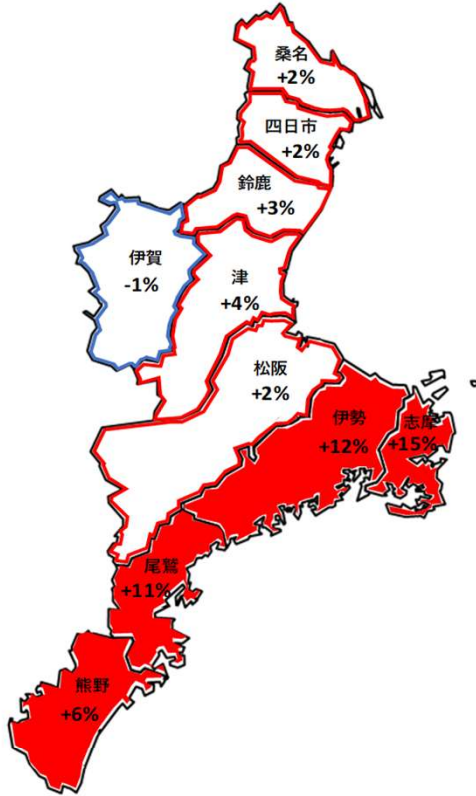 桑名
+2%
四日市
+2%
鈴鹿
+3%
伊賀
-1%
津
+4%
松阪
+2%
伊勢
+12%
志摩
+15%
尾鷲
+11%
熊野
+6%